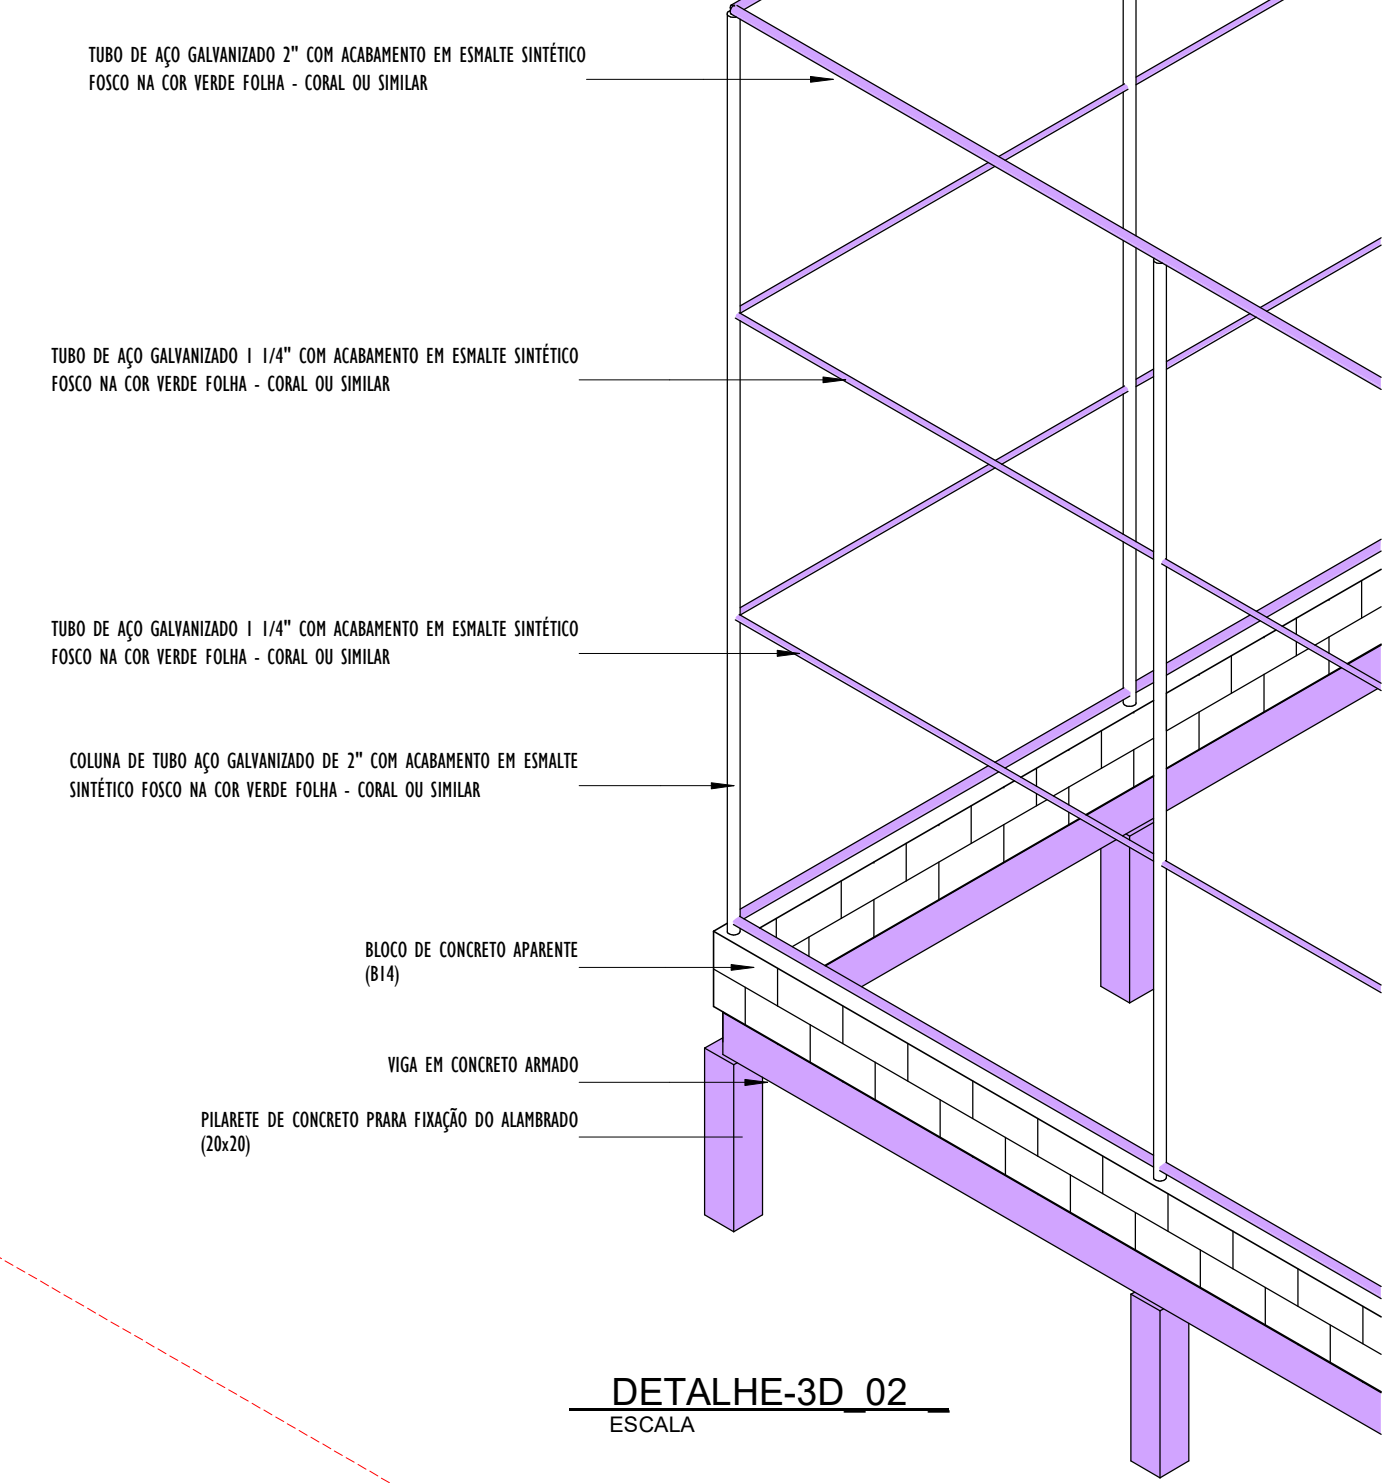 TUBO DE AÇO GALVANIZADO 2" COM ACABAMENTO EM ESMALTE SINTÉTICO
FOSCO NA COR VERDE FOLHA - CORAL OU SIMILAR
TUBO DE AÇO GALVANIZADO 1 1/4" COM ACABAMENTO EM ESMALTE SINTÉTICO
FOSCO NA COR VERDE FOLHA - CORAL OU SIMILAR
TUBO DE AÇO GALVANIZADO 1 1/4" COM ACABAMENTO EM ESMALTE SINTÉTICO
FOSCO NA COR VERDE FOLHA - CORAL OU SIMILAR
COLUNA DE TUBO AÇO GALVANIZADO DE 2" COM ACABAMENTO EM ESMALTE
SINTÉTICO FOSCO NA COR VERDE FOLHA - CORAL OU SIMILAR
BLOCO DE CONCRETO APARENTE
(B14)
VIGA EM CONCRETO ARMADO
PILARETE DE CONCRETO PRARA FIXAÇÃO DO ALAMBRADO
(20x20)
DETALHE-3D_02 _
ESCALA